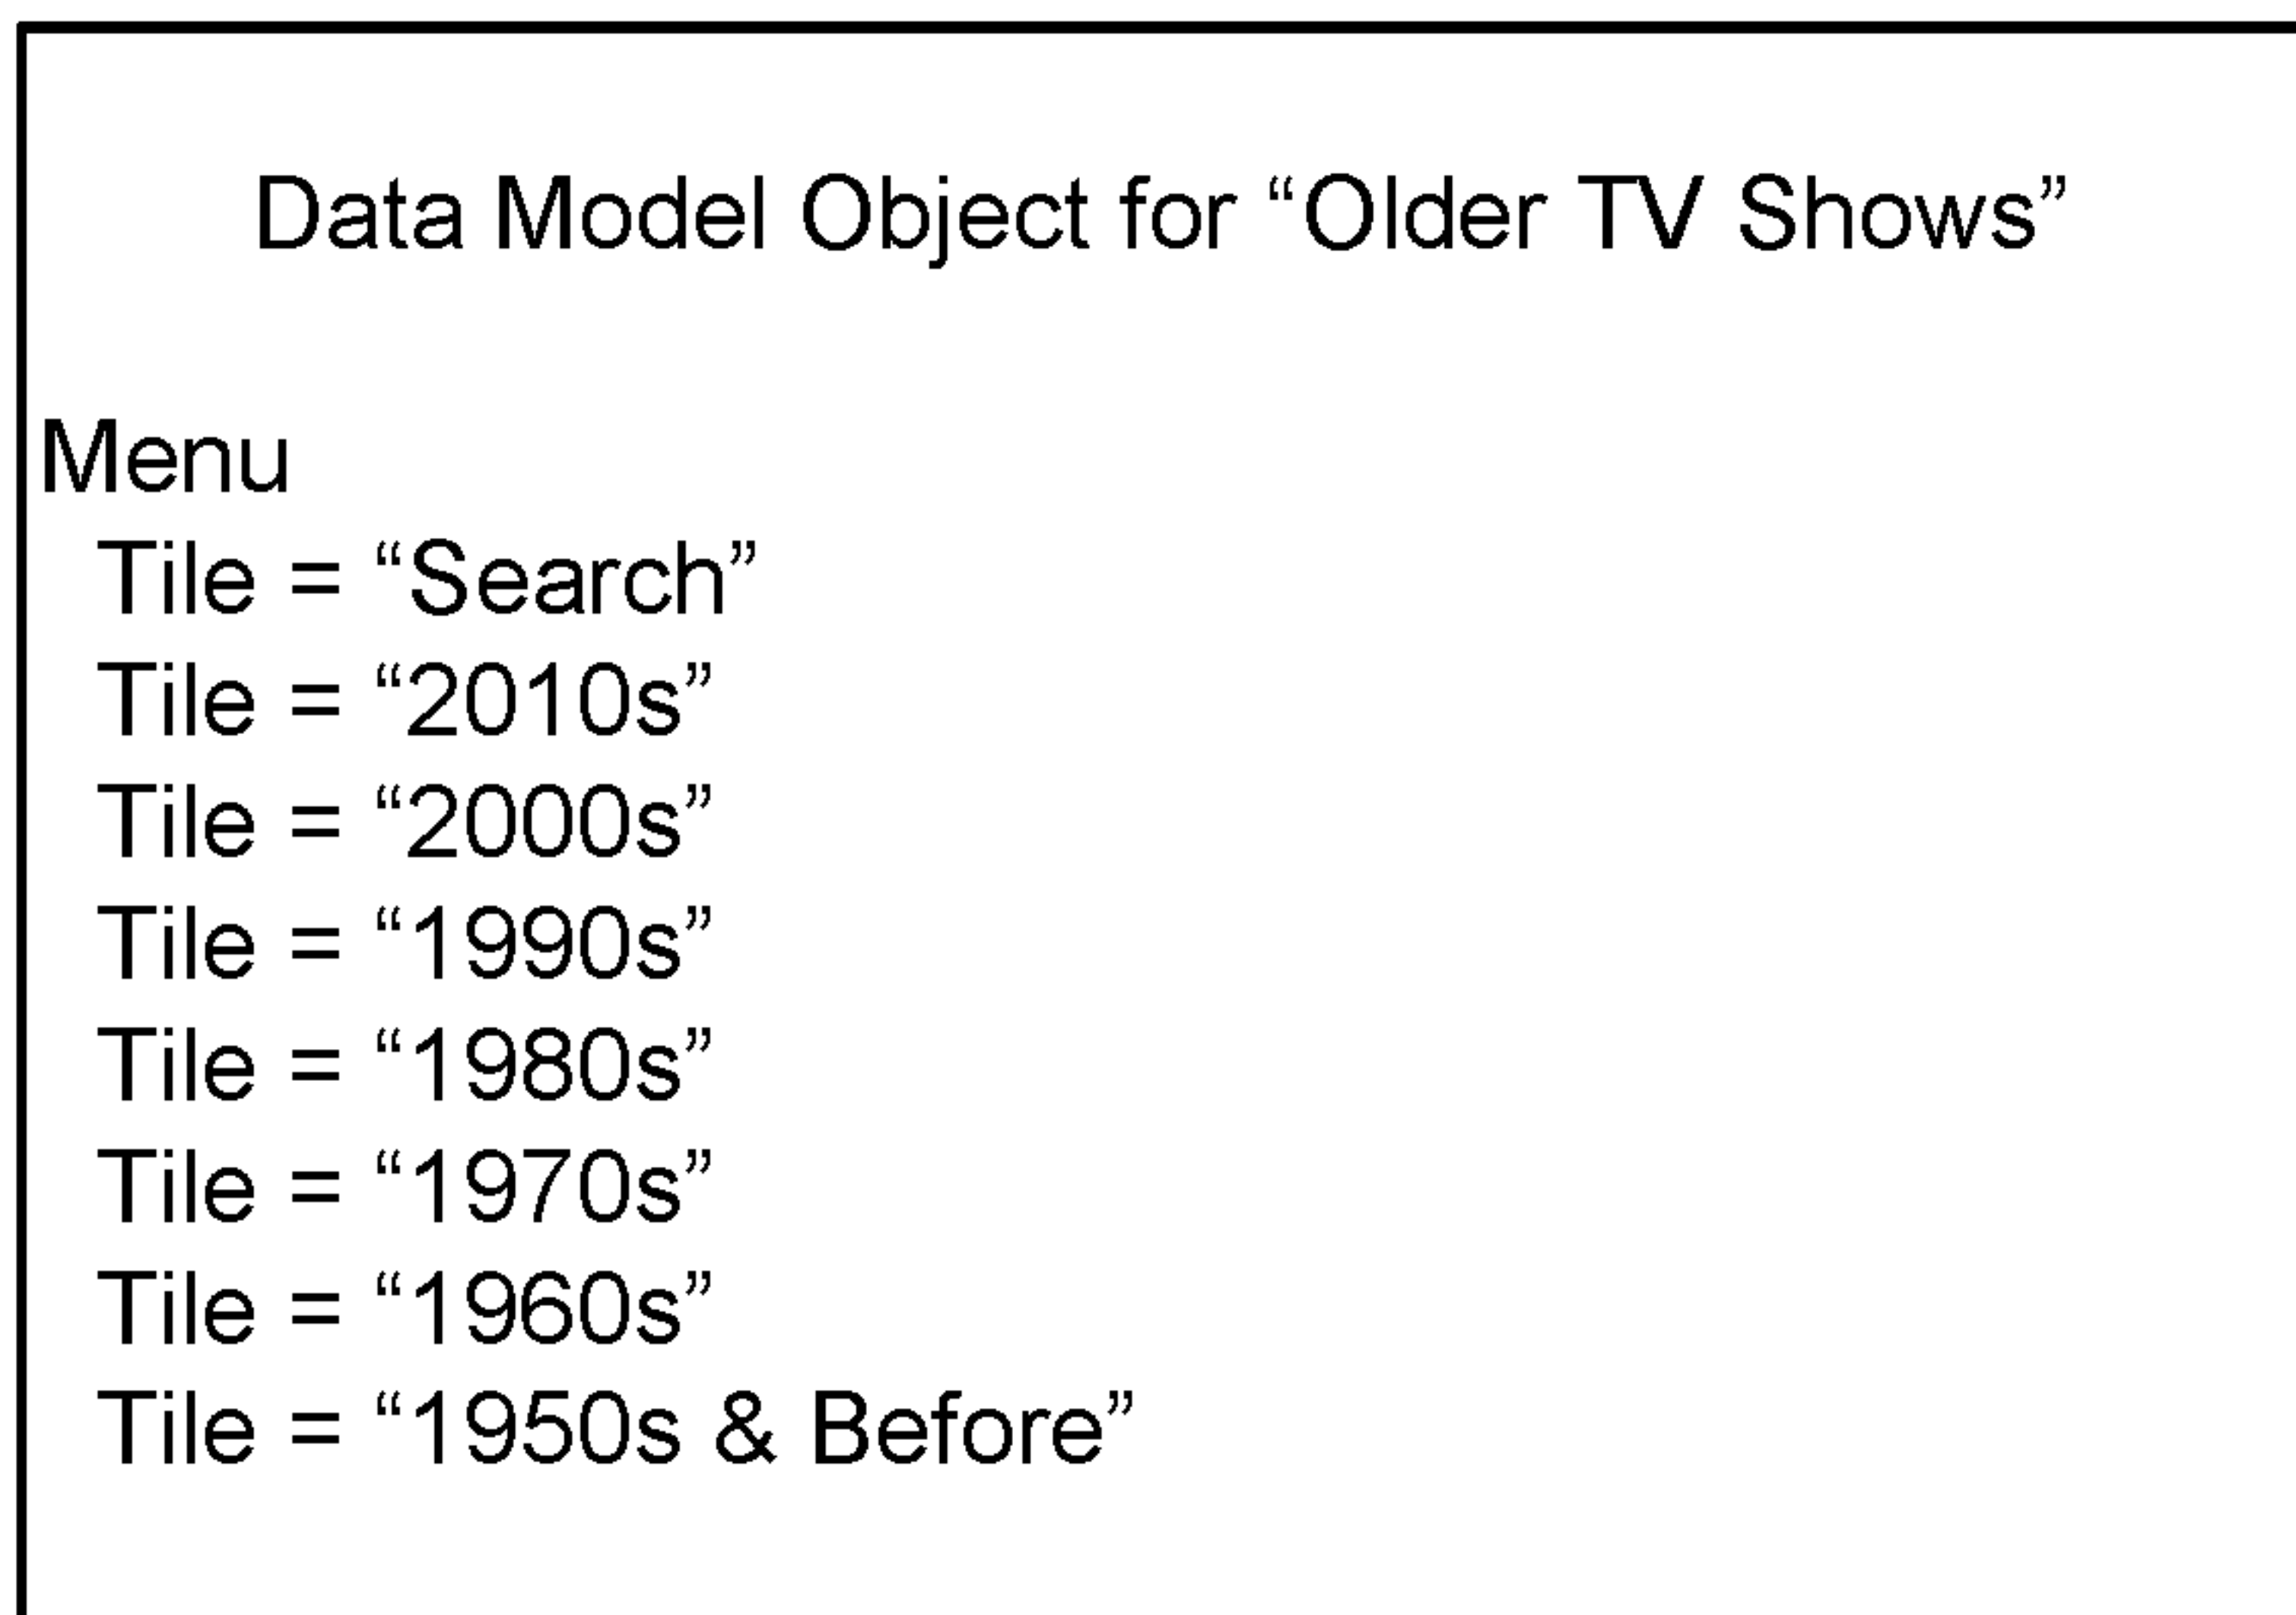 Data Model Object for “Older TV Shows”
Menu
Tile = “Search”
Tile = “2010s”
Tile = “2000s”
Tile = “1990s”
Tile = “1980s”
Tile = “1970s”
Tile = “1960s”
Tile = “1950s & Before”